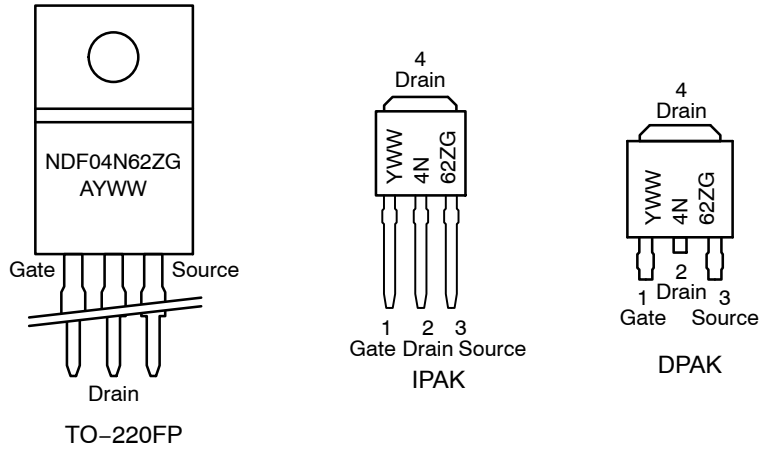 NDF04N62ZG
AYWW
Gate
Source
Drain
TO−220FP
4
Drain
YWW
4N
62ZG
1 2 3
Gate Drain Source
IPAK
4
Drain
YWW
4N
62ZG
2
1 Drain 3
Gate Source
DPAK